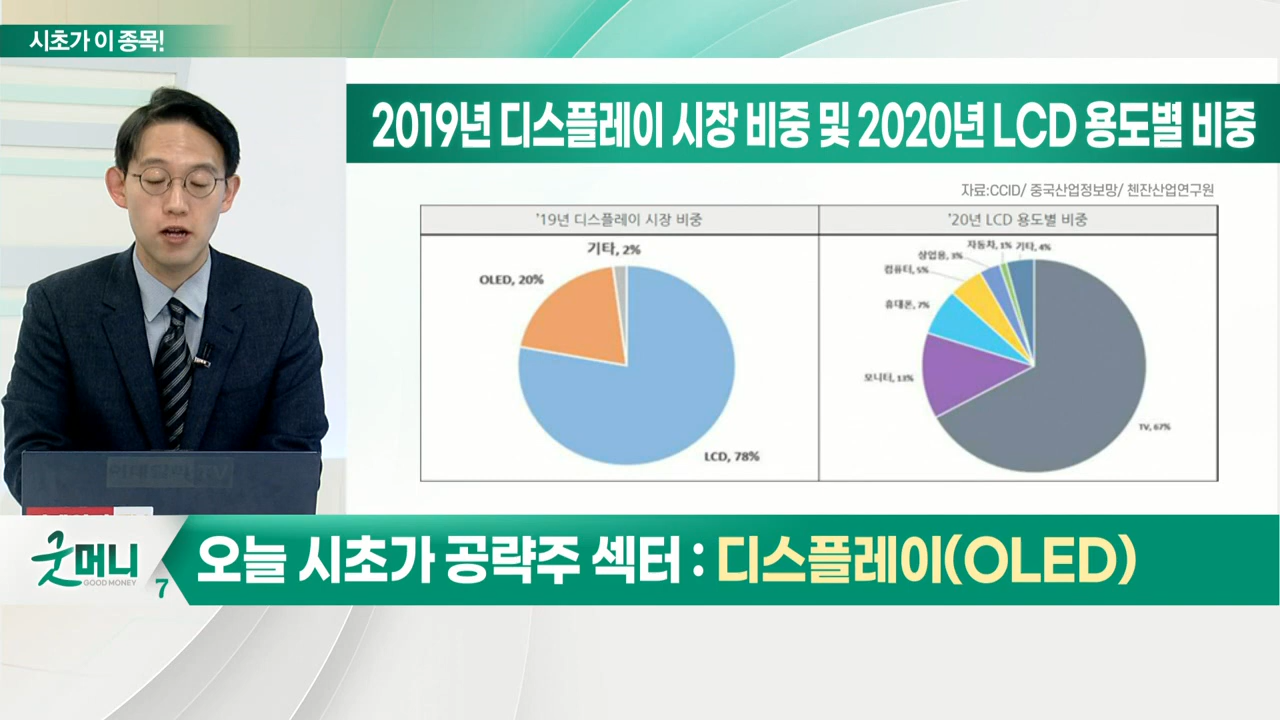 시초가 이 종목!
2019년 디스플레이 시장 비중 및 2020년 LCD 용도별 비중
자료:CCID/ 중국산업정보망/ 첸잔산업연구원
'19년 디스플레이 시장 비중
'20년 LCD 용도별 비중
기타, 2%
OLED, 20%
LCD, 78%
자동차, 1%
기타, 4%
상업용, 3%
컴퓨터, 5%
휴대폰, 7%
모니터, 13%
TV, 67%
굿머니
GOOD MONEY
7
오늘 시초가 공략주 섹터 : 디스플레이(OLED)